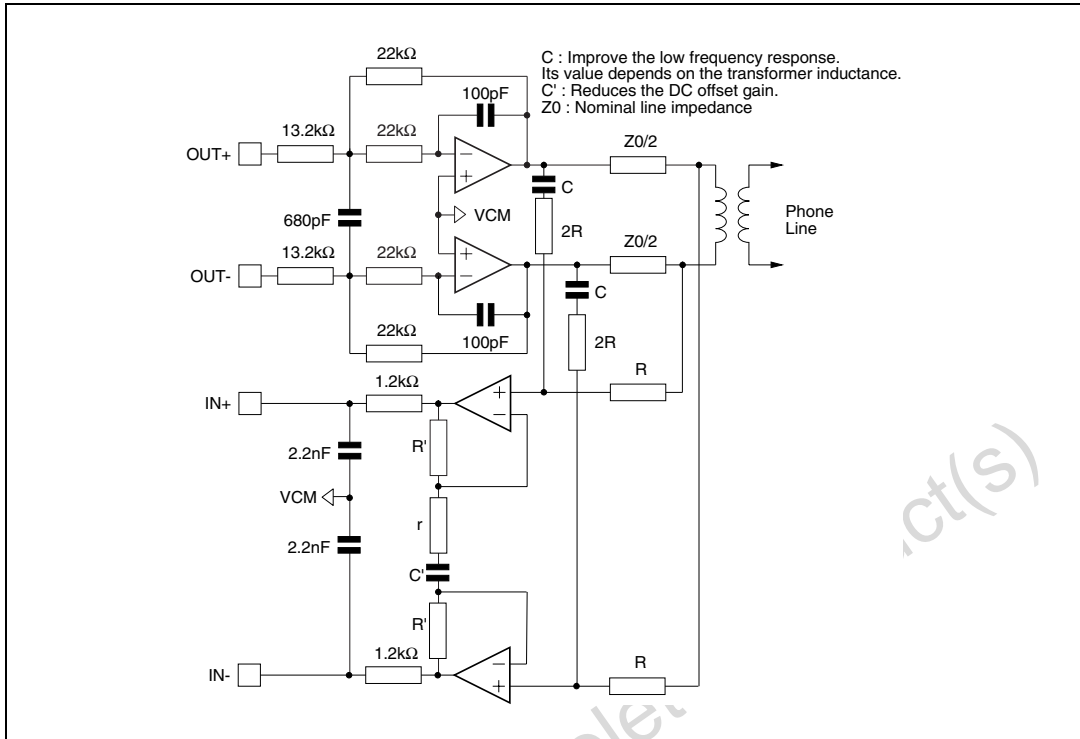 22kΩ
C : Improve the low frequency response.
Its value depends on the transformer inductance.
C' : Reduces the DC offset gain.
Z0 : Nominal line impedance
100pF
13.2kΩ
22kΩ
Z0/2
OUT+
−
+
C
VCM
2R
Phone
Line
680pF
13.2kΩ
22kΩ
Z0/2
OUT-
+
−
C
100pF
2R
22kΩ
R
1.2kΩ
IN+
+
−
2.2nF
R'
VCM
r
2.2nF
C'
R'
1.2kΩ
R
IN-
−
+
ct(s)